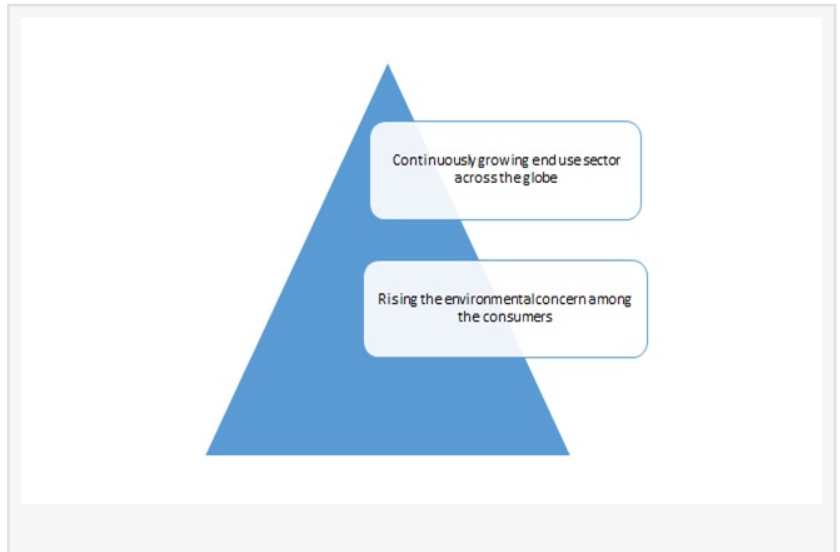 Continuously growing end use sector
across the globe
Rising the environmental concern among
the consumers